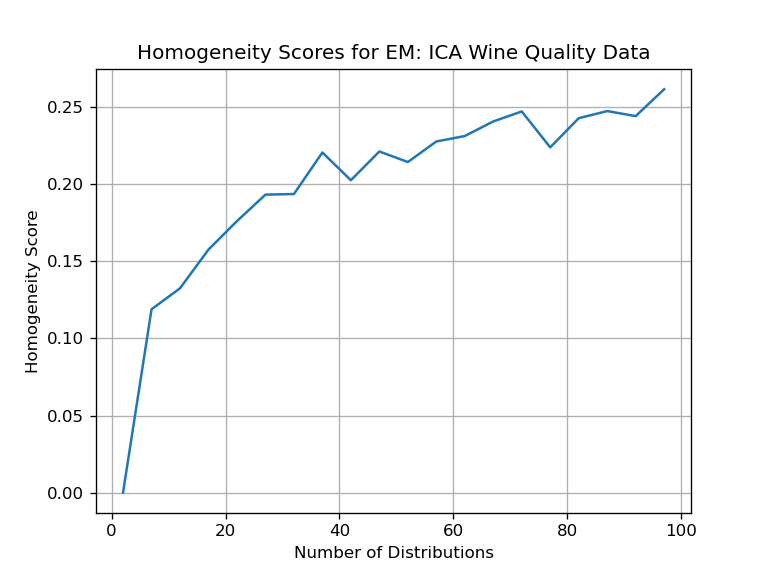 Homogeneity Scores for EM: ICA Wine Quality Data
0.25
0.20
0.15
0.10
0.05
0.00
Homogeneity Score
0 20 40 60 80 100
Number of Distributions